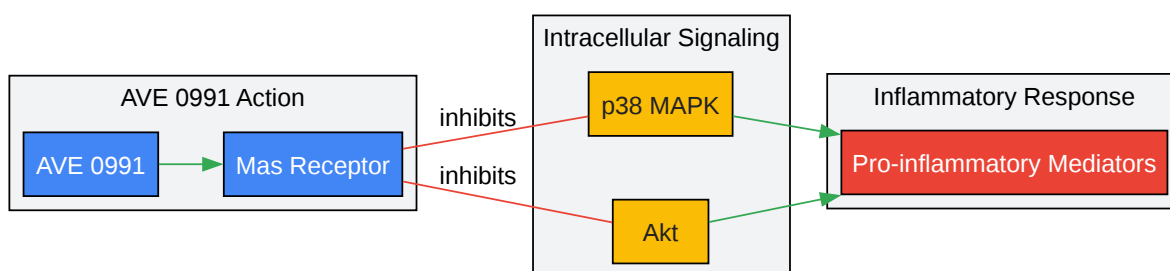 AVE 0991 Action
AVE 0991
Mas Receptor
inhibits
inhibits
Intracellular Signaling
p38 MAPK
Akt
Inflammatory Response
Pro-inflammatory Mediators